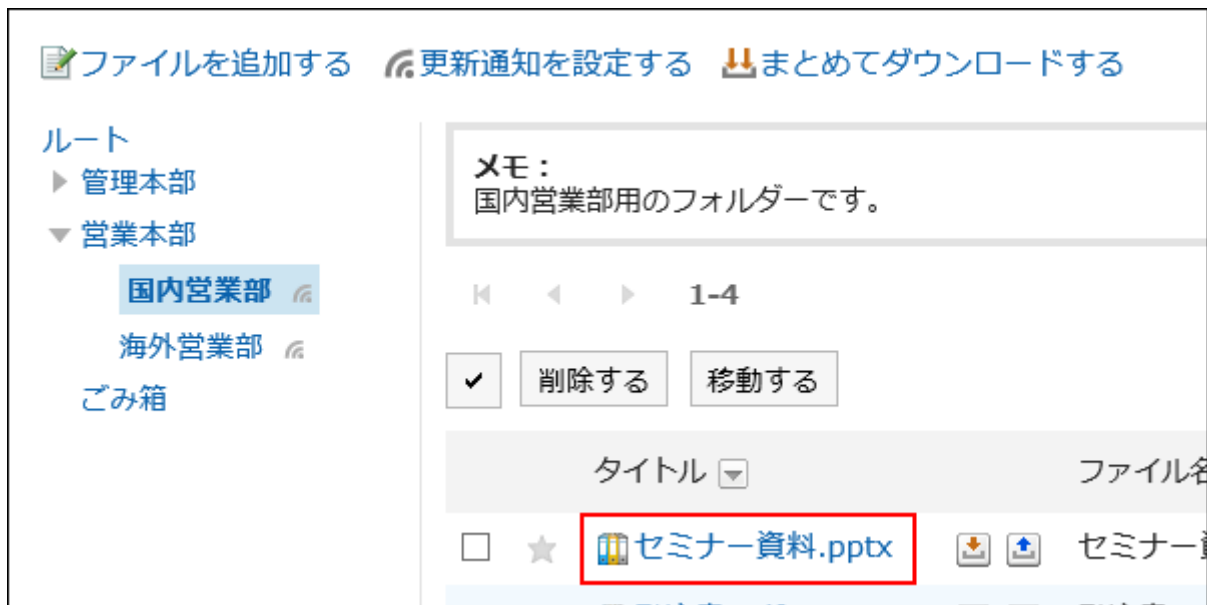 ファイルを追加する 更新通知を設定する まとめてダウンロードする
ルート
管理本部
営業本部
国内営業部
海外営業部
ごみ箱
メモ：
国内営業部用のフォルダーです。
1-4
削除する 移動する
タイトル ファイル名
セミナー資料.pptx セミナー